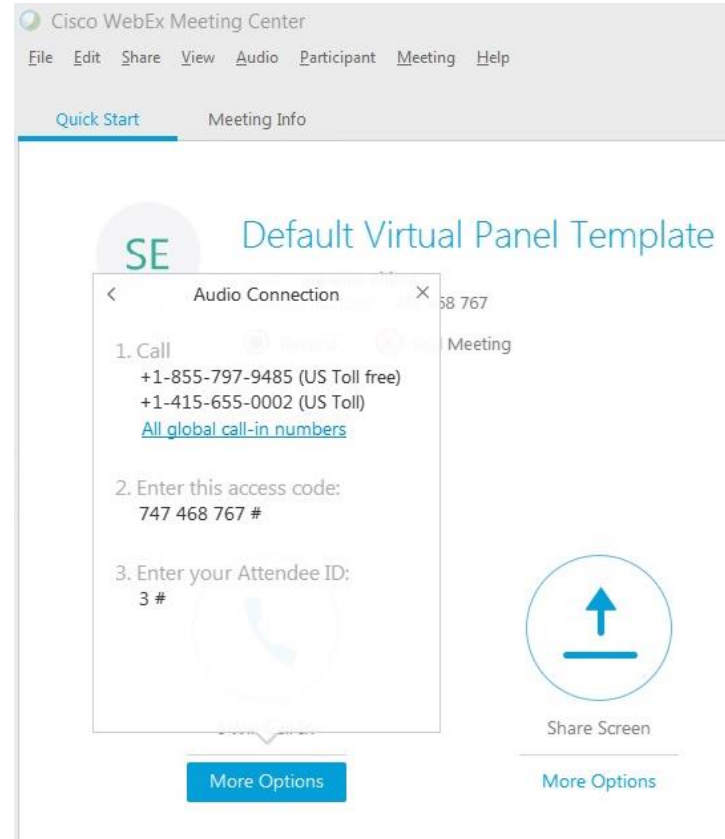 Cisco WebEx Meeting Center
File Edit Share View Audio Participant Meeting Help
Quick Start Meeting Info
SE
Default Virtual Panel Template
Audio Connection
68 767
Meeting
1. Call
+1-855-797-9485 (US Toll free)
+1-415-655-0002 (US Toll)
All global call-in numbers
2. Enter this access code:
747 468 767 #
3. Enter your Attendee ID:
3 #
Share Screen
More Options
More Options